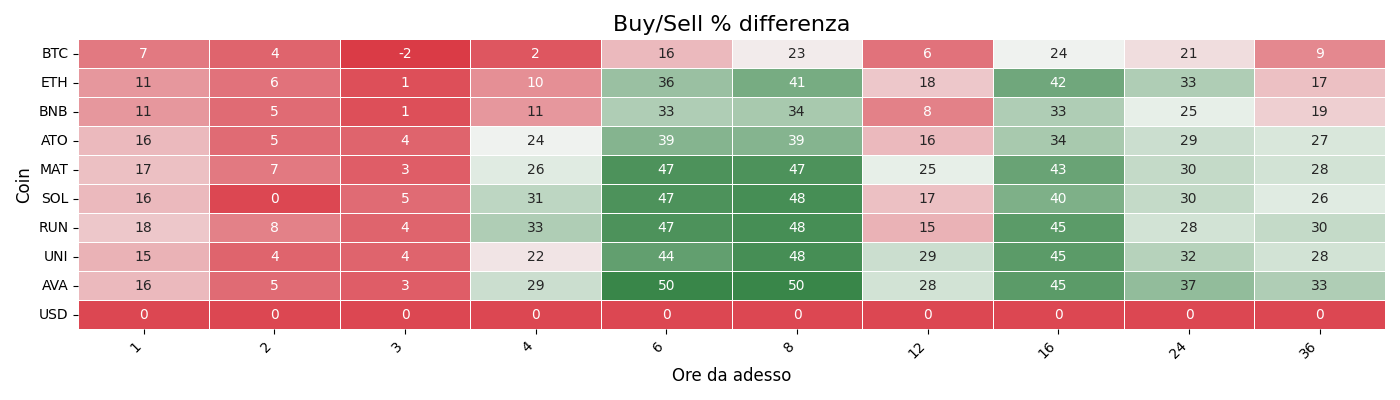 Buy/Sell % differenza
Coin
BTC 7 4 -2 2 16 23 6 24 21 9
ETH 11 6 1 10 36 41 18 42 33 17
BNB 11 5 1 11 33 34 8 33 25 19
ATO 16 5 4 24 39 39 16 34 29 27
MAT 17 7 3 26 47 47 25 43 30 28
SOL 16 0 5 31 47 48 17 40 30 26
RUN 18 8 4 33 47 48 15 45 28 30
UNI 15 4 4 22 44 48 29 45 32 28
AVA 16 5 3 29 50 50 28 45 37 33
USD 0 0 0 0 0 0 0 0 0 0
1 2 3 4 6 8 12 16 24 36
Ore da adesso